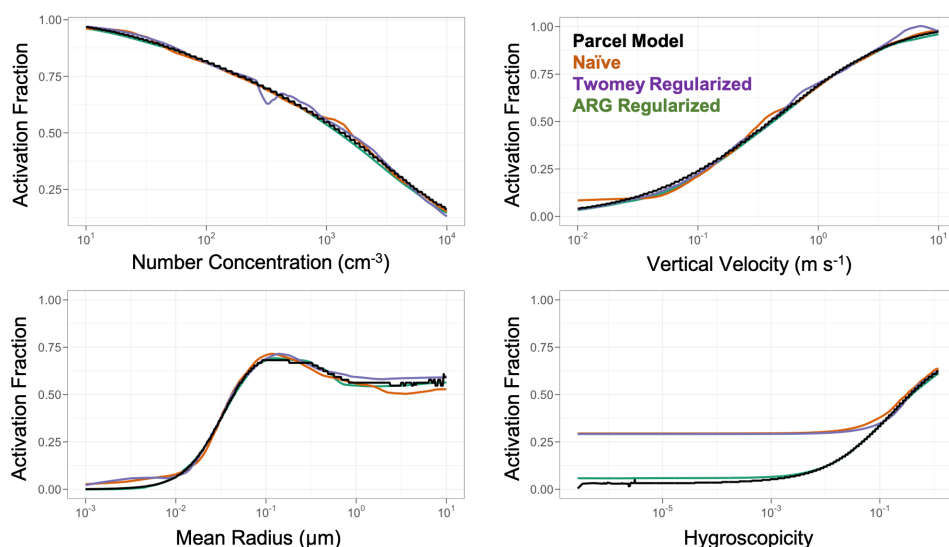 1.00
0.75
0.50
0.25
Activation Fraction
10¹
10²
10³
10⁴
Number Concentration (cm⁻³)
1.00
0.75
0.50
0.25
0.00
Activation Fraction
Parcel Model
Naïve
Twomey Regularized
ARG Regularized
10⁻²
10⁻¹
10⁰
10¹
Vertical Velocity (m s⁻¹)
1.00
0.75
0.50
0.25
0.00
Activation Fraction
10⁻³
10⁻²
10⁻¹
10⁰
10¹
Mean Radius (µm)
1.00
0.75
0.50
0.25
0.00
Activation Fraction
10⁻⁵
10⁻³
10⁻¹
Hygroscopicity